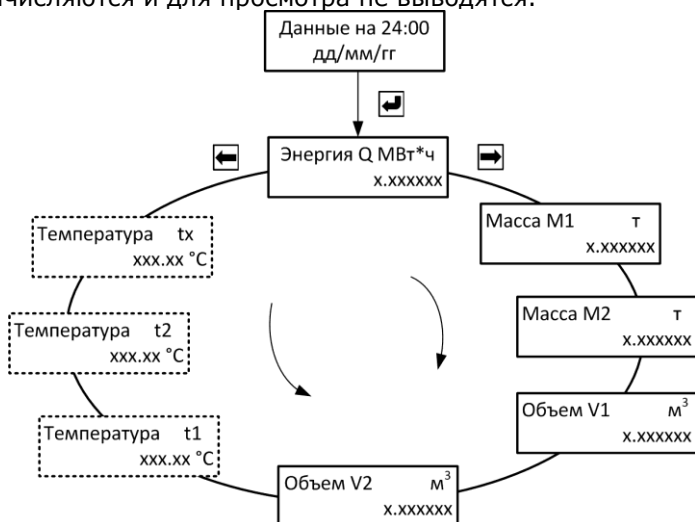 числяются и для просмотра не выводятся.
Данные на 24:00
дд/мм/гг
Энергия Q МВт*ч
х.хххххх
Масса М1 т
х.хххххх
Масса М2 т
х.хххххх
Объем V1 м³
х.хххххх
Объем V2 м³
х.хххххх
Температура t1
ххх.хх °С
Температура t2
ххх.хх °С
Температура tx
ххх.хх °С